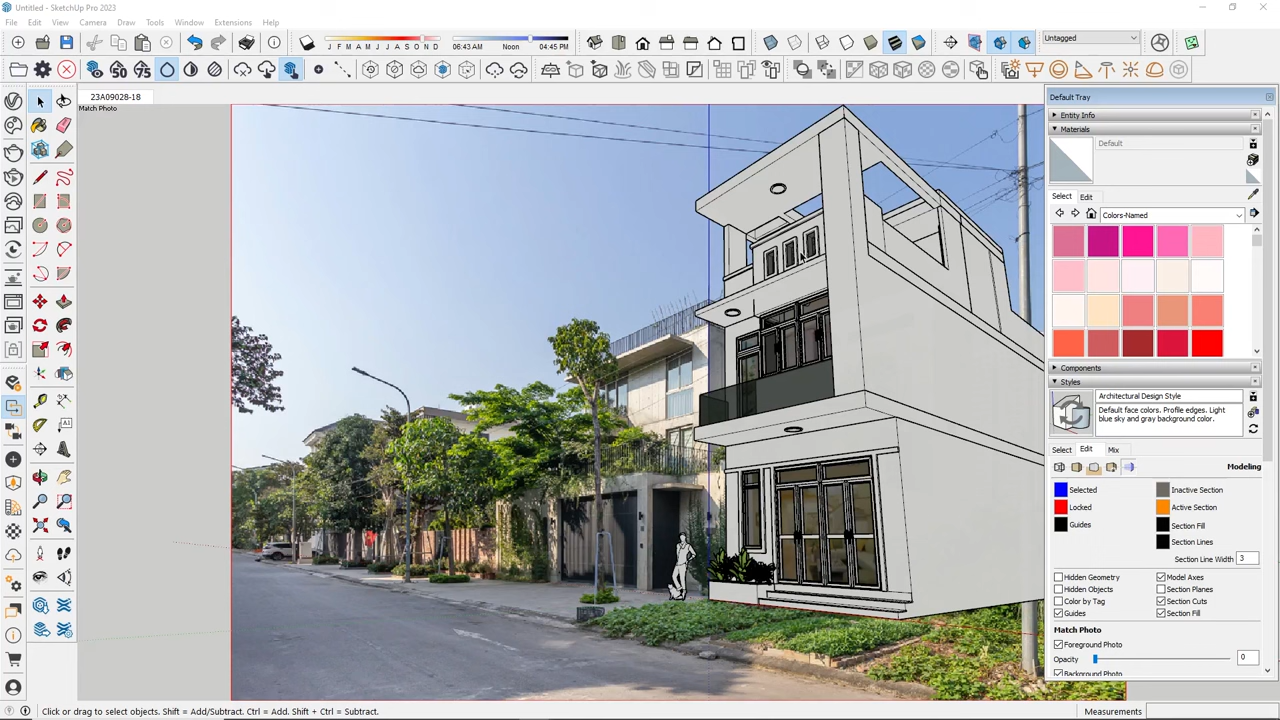 Untitled - SketchUp Pro 2023
File Edit View Camera Draw Tools Window Extensions Help
J F M A M J J A S O N D
06:43 AM Noon 04:45 PM
Untagged
50 75
23A09028-18
Match Photo
Default Tray
Entity Info
Materials
Default
Select Edit
Colors-Named
Components
Styles
Architectural Design Style
Default face colors. Profile edges. Light
blue sky and gray background color.
Select Edit Mix
Modeling
Selected Inactive Section
Locked Active Section
Guides Section Fill
Section Lines
Section Line Width 3
Hidden Geometry Model Axes
Hidden Objects Section Planes
Color by Tag Section Cuts
Guides Section Fill
Match Photo
Foreground Photo
Opacity 0
Background Photo
Click or drag to select objects. Shift = Add/Subtract. Ctrl = Add. Shift + Ctrl = Subtract.
Measurements